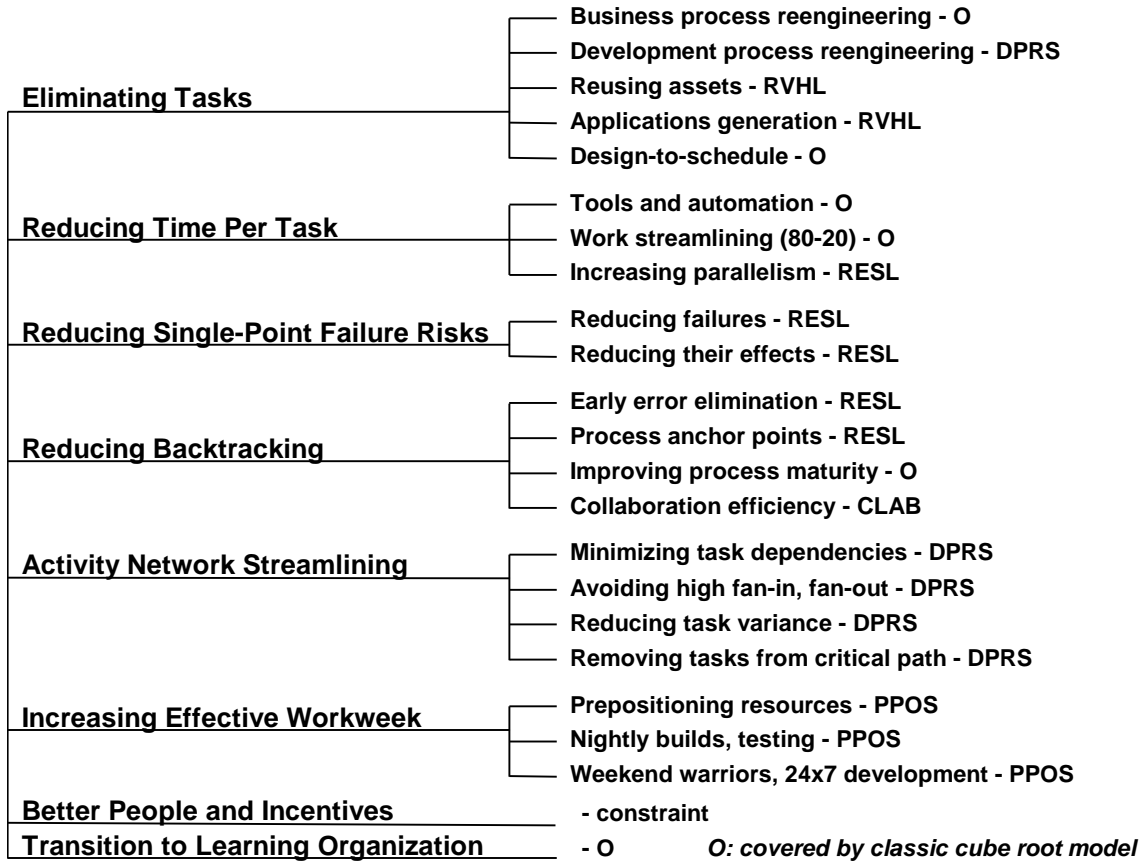 Eliminating Tasks
Business process reengineering - O
Development process reengineering - DPRS
Reusing assets - RVHL
Applications generation - RVHL
Design-to-schedule - O
Reducing Time Per Task
Tools and automation - O
Work streamlining (80-20) - O
Increasing parallelism - RESL
Reducing Single-Point Failure Risks
Reducing failures - RESL
Reducing their effects - RESL
Reducing Backtracking
Early error elimination - RESL
Process anchor points - RESL
Improving process maturity - O
Collaboration efficiency - CLAB
Activity Network Streamlining
Minimizing task dependencies - DPRS
Avoiding high fan-in, fan-out - DPRS
Reducing task variance - DPRS
Removing tasks from critical path - DPRS
Increasing Effective Workweek
Prepositioning resources - PPOS
Nightly builds, testing - PPOS
Weekend warriors, 24x7 development - PPOS
Better People and Incentives - constraint
Transition to Learning Organization - O O: covered by classic cube root model